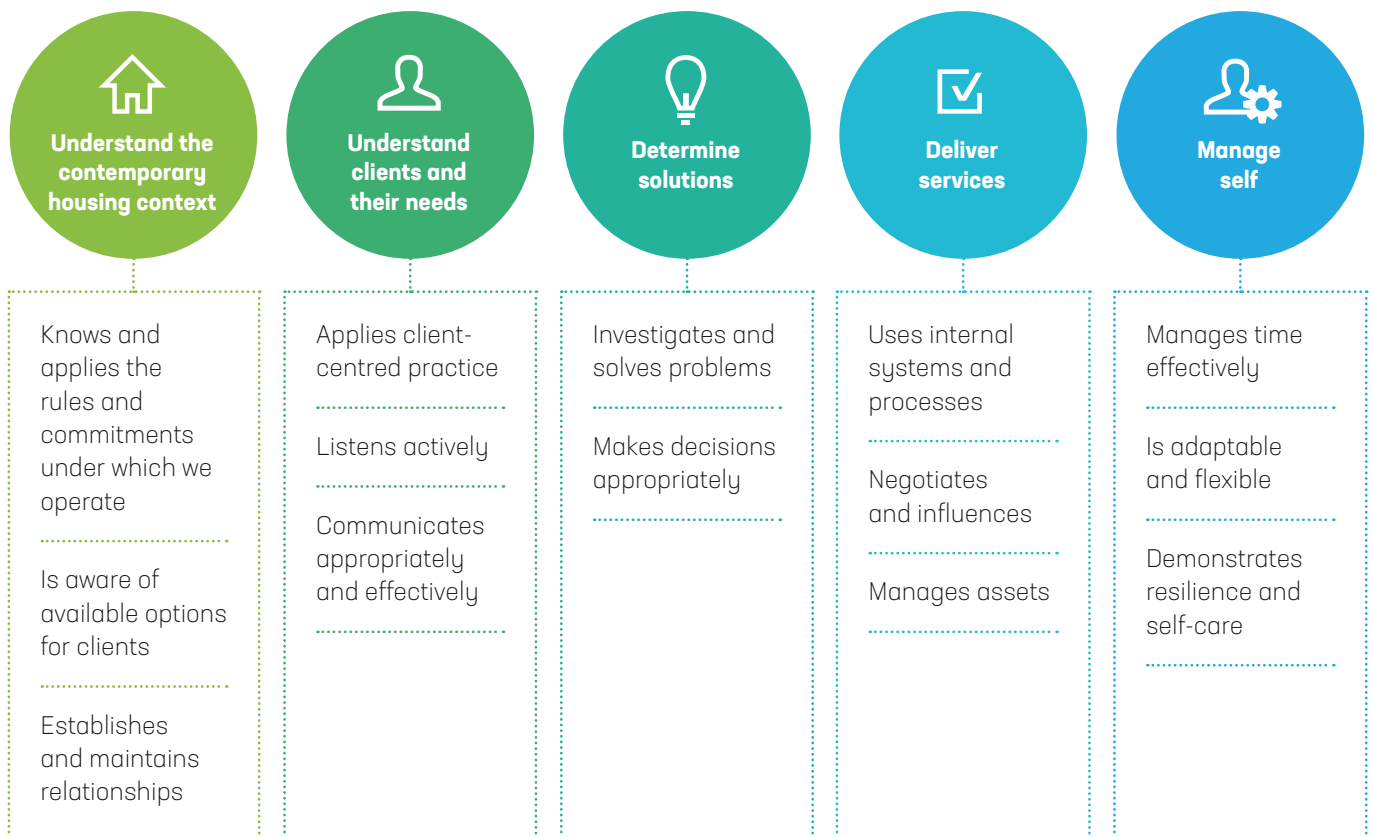 Understand the
contemporary
housing context
Knows and
applies the
rules and
commitments
under which we
operate
Is aware of
available options
for clients
Establishes
and maintains
relationships
Understand
clients and
their needs
Applies client-
centred practice
Listens actively
Communicates
appropriately
and effectively
Determine
solutions
Investigates and
solves problems
Makes decisions
appropriately
Deliver
services
Uses internal
systems and
processes
Negotiates
and influences
Manages assets
Manage
self
Manages time
effectively
Is adaptable
and flexible
Demonstrates
resilience and
self-care